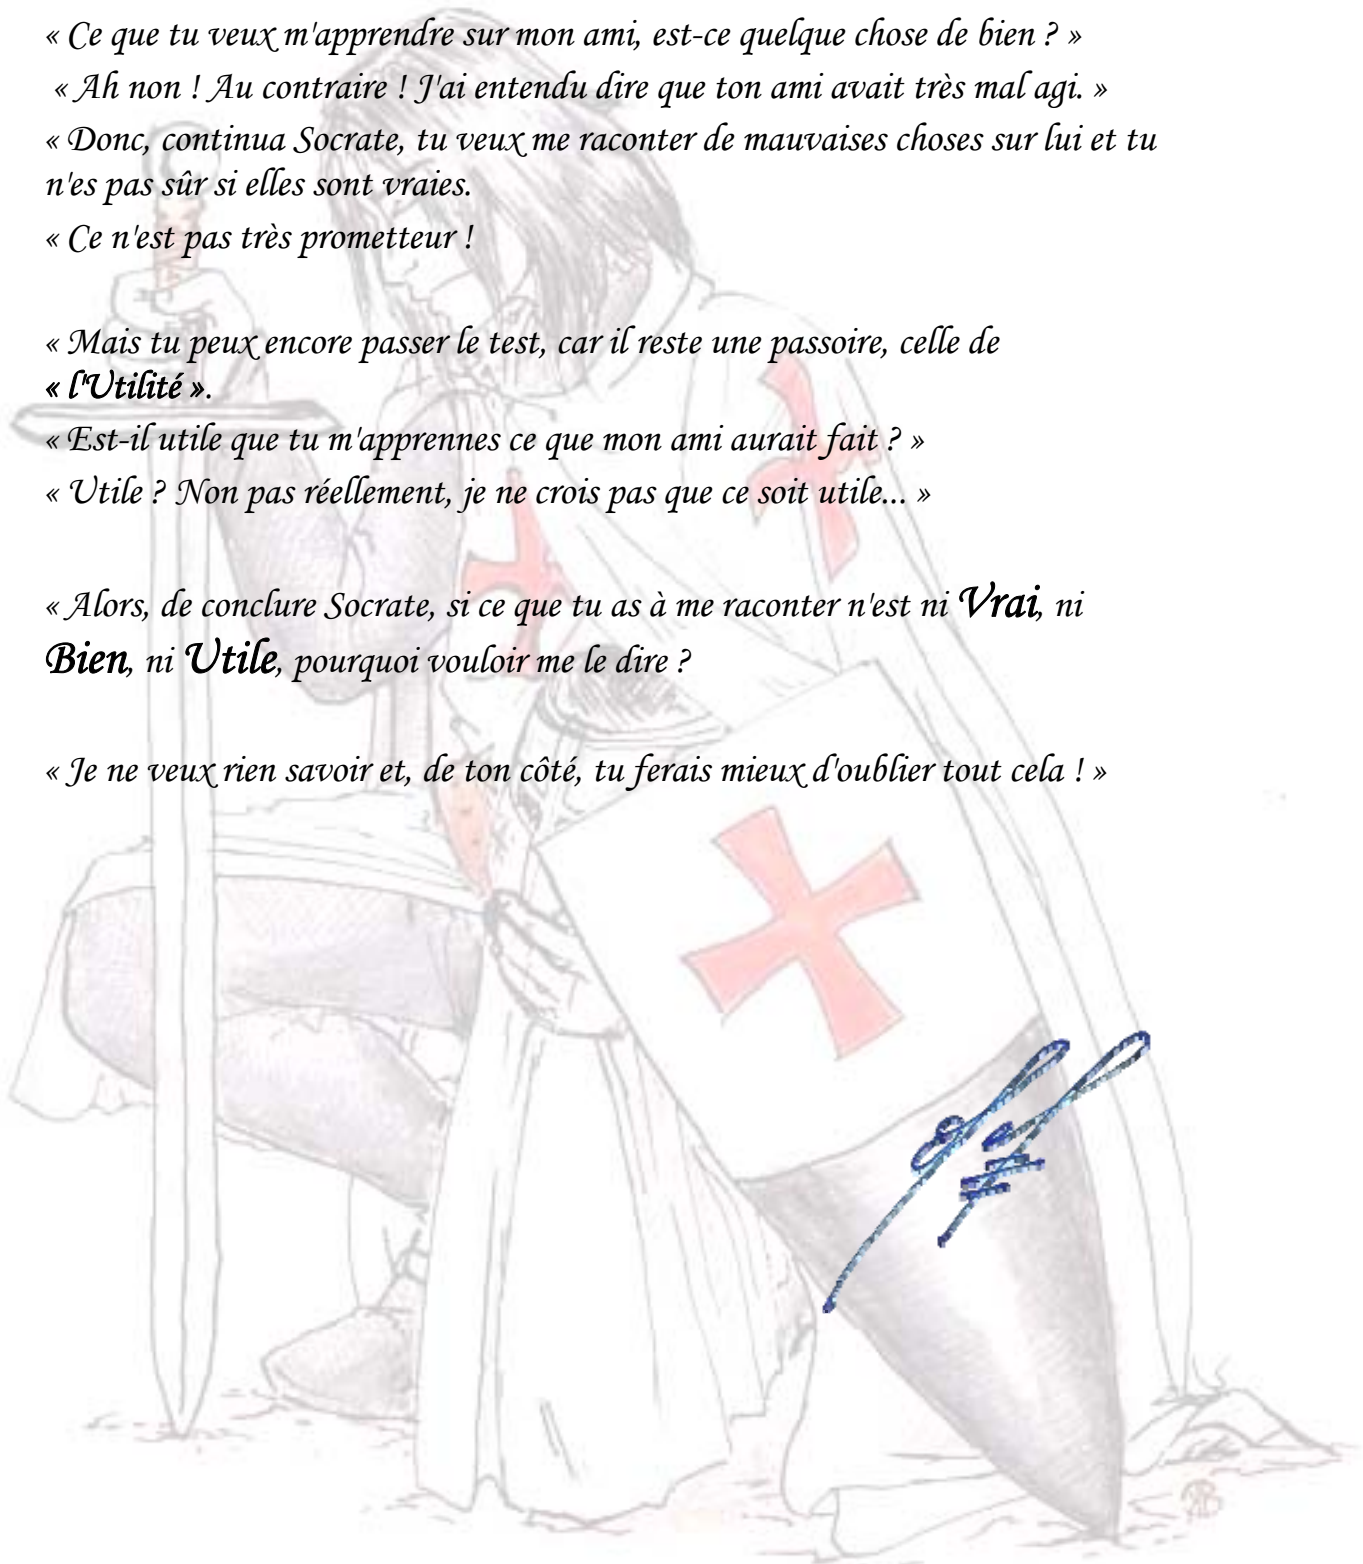 « Ce que tu veux m'apprendre sur mon ami, est-ce quelque chose de bien ? »
« Ah non ! Au contraire ! J'ai entendu dire que ton ami avait très mal agi. »
« Donc, continua Socrate, tu veux me raconter de mauvaises choses sur lui et tu
n'es pas sûr si elles sont vraies.
« Ce n'est pas très prometteur !
« Mais tu peux encore passer le test, car il reste une passoire, celle de
« l'Utilité ».
« Est-il utile que tu m'apprennes ce que mon ami aurait fait ? »
« Utile ? Non pas réellement, je ne crois pas que ce soit utile... »
« Alors, de conclure Socrate, si ce que tu as à me raconter n'est ni Vrai, ni
Bien, ni Utile, pourquoi vouloir me le dire ?
« Je ne veux rien savoir et, de ton côté, tu ferais mieux d'oublier tout cela ! »